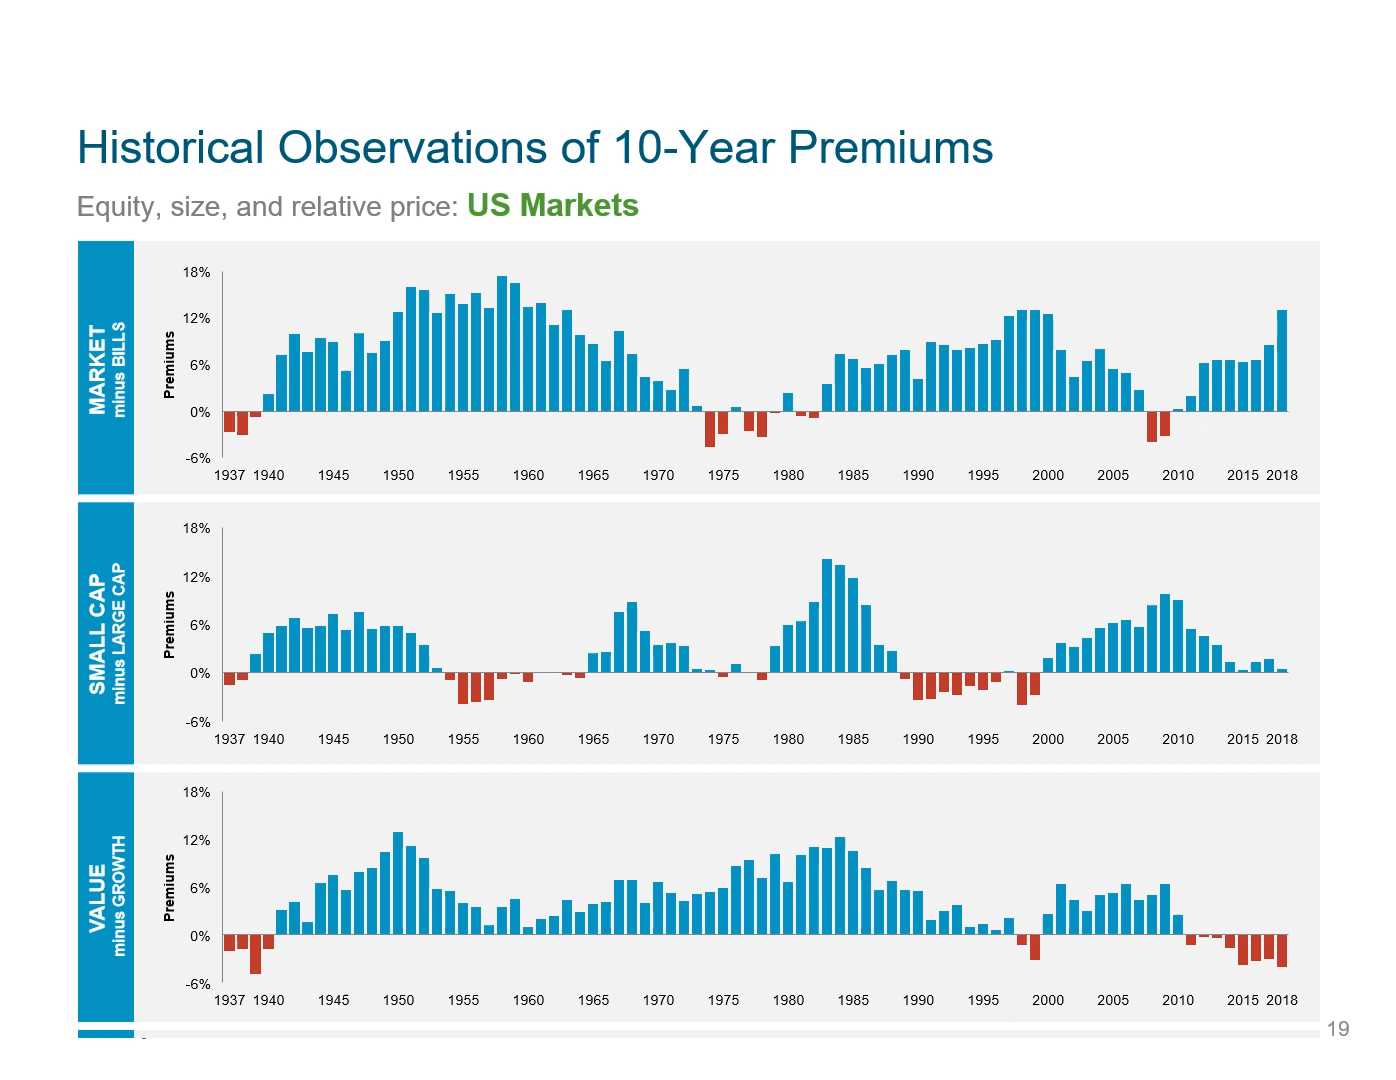 Historical Observations of 10-Year Premiums
Equity, size, and relative price: US Markets
MARKET
minus BILLS
Premiums
18%
12%
6%
0%
-6%
1937 1940 1945 1950 1955 1960 1965 1970 1975 1980 1985 1990 1995 2000 2005 2010 2015 2018
SMALL CAP
minus LARGE CAP
Premiums
18%
12%
6%
0%
-6%
1937 1940 1945 1950 1955 1960 1965 1970 1975 1980 1985 1990 1995 2000 2005 2010 2015 2018
VALUE
minus GROWTH
Premiums
18%
12%
6%
0%
-6%
1937 1940 1945 1950 1955 1960 1965 1970 1975 1980 1985 1990 1995 2000 2005 2010 2015 2018
19